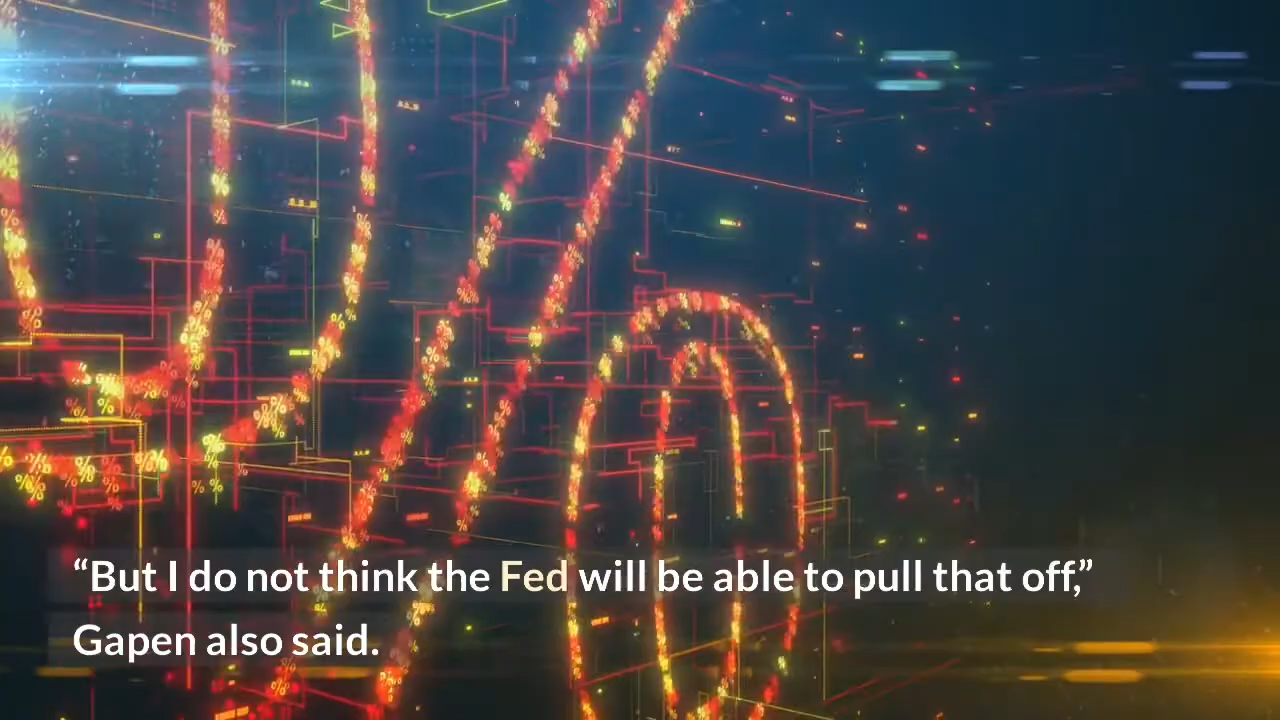 “But I do not think the Fed will be able to pull that off,”
Gapen also said.